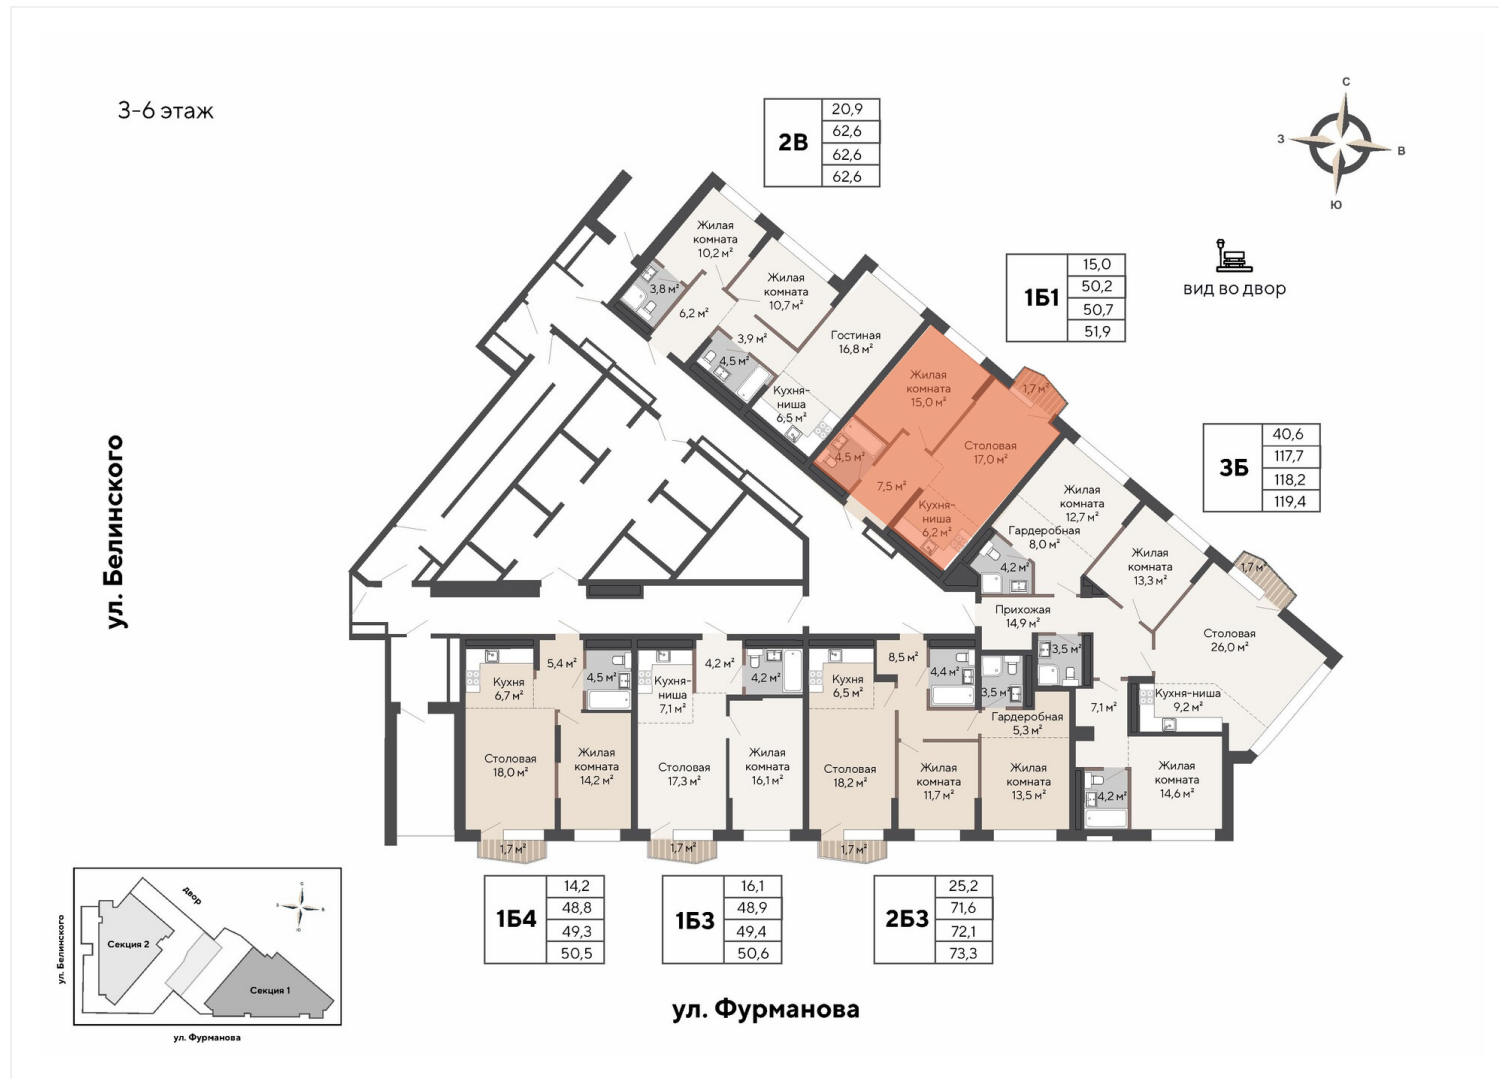 3-6 этаж
2В
20,9
62,6
62,6
62,6
С
З
В
Ю
вид во двор
1Б1
15,0
50,2
50,7
51,9
3Б
40,6
117,7
118,2
119,4
ул. Белинского
Жилая
комната
10,2 м²
3,8 м²
6,2 м²
Жилая
комната
10,7 м²
3,9 м²
4,5 м²
Гостиная
16,8 м²
Кухня-
ниша
6,5 м²
Жилая
комната
15,0 м²
1,7 м²
4,5 м²
Столовая
17,0 м²
7,5 м²
Кухня-
ниша
6,2 м²
Жилая
комната
12,7 м²
Гардеробная
8,0 м²
4,2 м²
Жилая
комната
13,3 м²
1,7 м²
Прихожая
14,9 м²
Столовая
26,0 м²
3,5 м²
Кухня-ниша
9,2 м²
7,1 м²
Жилая
комната
14,6 м²
4,2 м²
5,4 м²
4,5 м²
Кухня
6,7 м²
Столовая
18,0 м²
Жилая
комната
14,2 м²
1,7 м²
4,2 м²
4,2 м²
Кухня-
ниша
7,1 м²
Столовая
17,3 м²
Жилая
комната
16,1 м²
1,7 м²
8,5 м²
4,4 м²
3,5 м²
Кухня
6,5 м²
Гардеробная
5,3 м²
Столовая
18,2 м²
Жилая
комната
11,7 м²
Жилая
комната
13,5 м²
1,7 м²
1Б4
14,2
48,8
49,3
50,5
1Б3
16,1
48,9
49,4
50,6
2Б3
25,2
71,6
72,1
73,3
ул. Фурманова
ул. Белинского
двор
С
З
В
Ю
Секция 2
Секция 1
ул. Фурманова